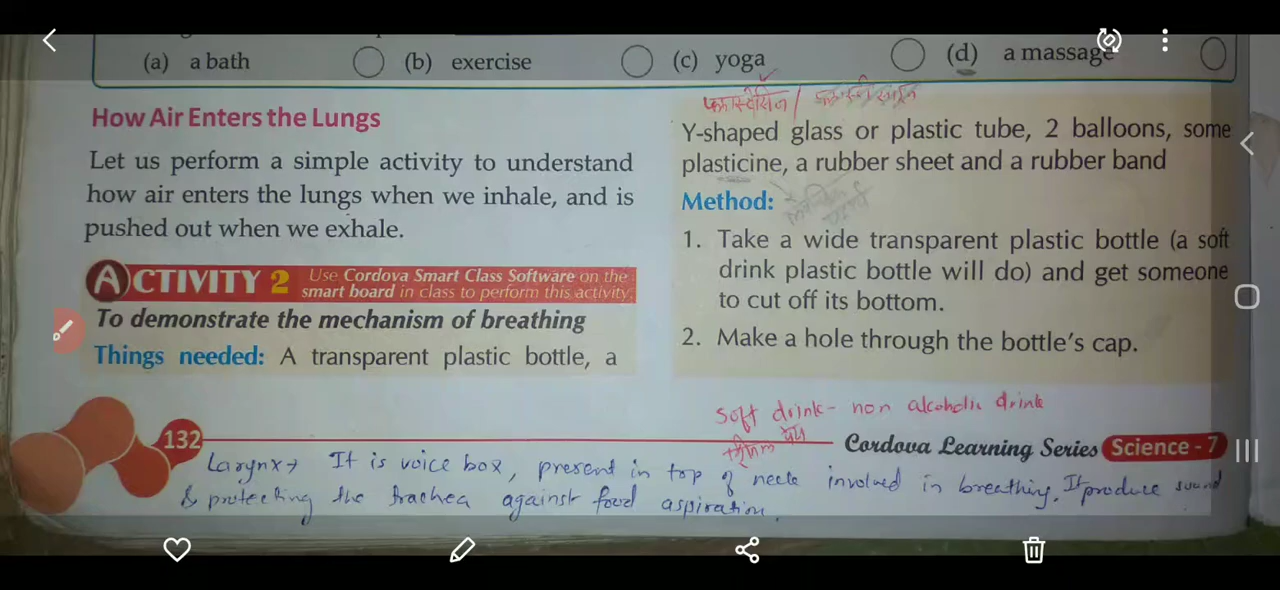 (a) a bath (b) exercise (c) yoga (d) a massage
How Air Enters the Lungs
Let us perform a simple activity to understand
how air enters the lungs when we inhale, and is
pushed out when we exhale.
ACTIVITY 2 Use Cordova Smart Class Software on the
smart board in class to perform this activity.
To demonstrate the mechanism of breathing
Things needed: A transparent plastic bottle, a
Y-shaped glass or plastic tube, 2 balloons, some
plasticine, a rubber sheet and a rubber band
Method:
1. Take a wide transparent plastic bottle (a soft
drink plastic bottle will do) and get someone
to cut off its bottom.
2. Make a hole through the bottle's cap.
soft drink - non alcoholic drink
पेय
132
Cordova Learning Series Science - 7
Larynx → It is voice box, present in top of neck involved in breathing. It produce sound
& protecting the trachea against food aspiration.